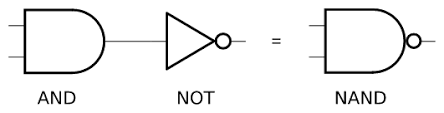 =
AND NOT NAND